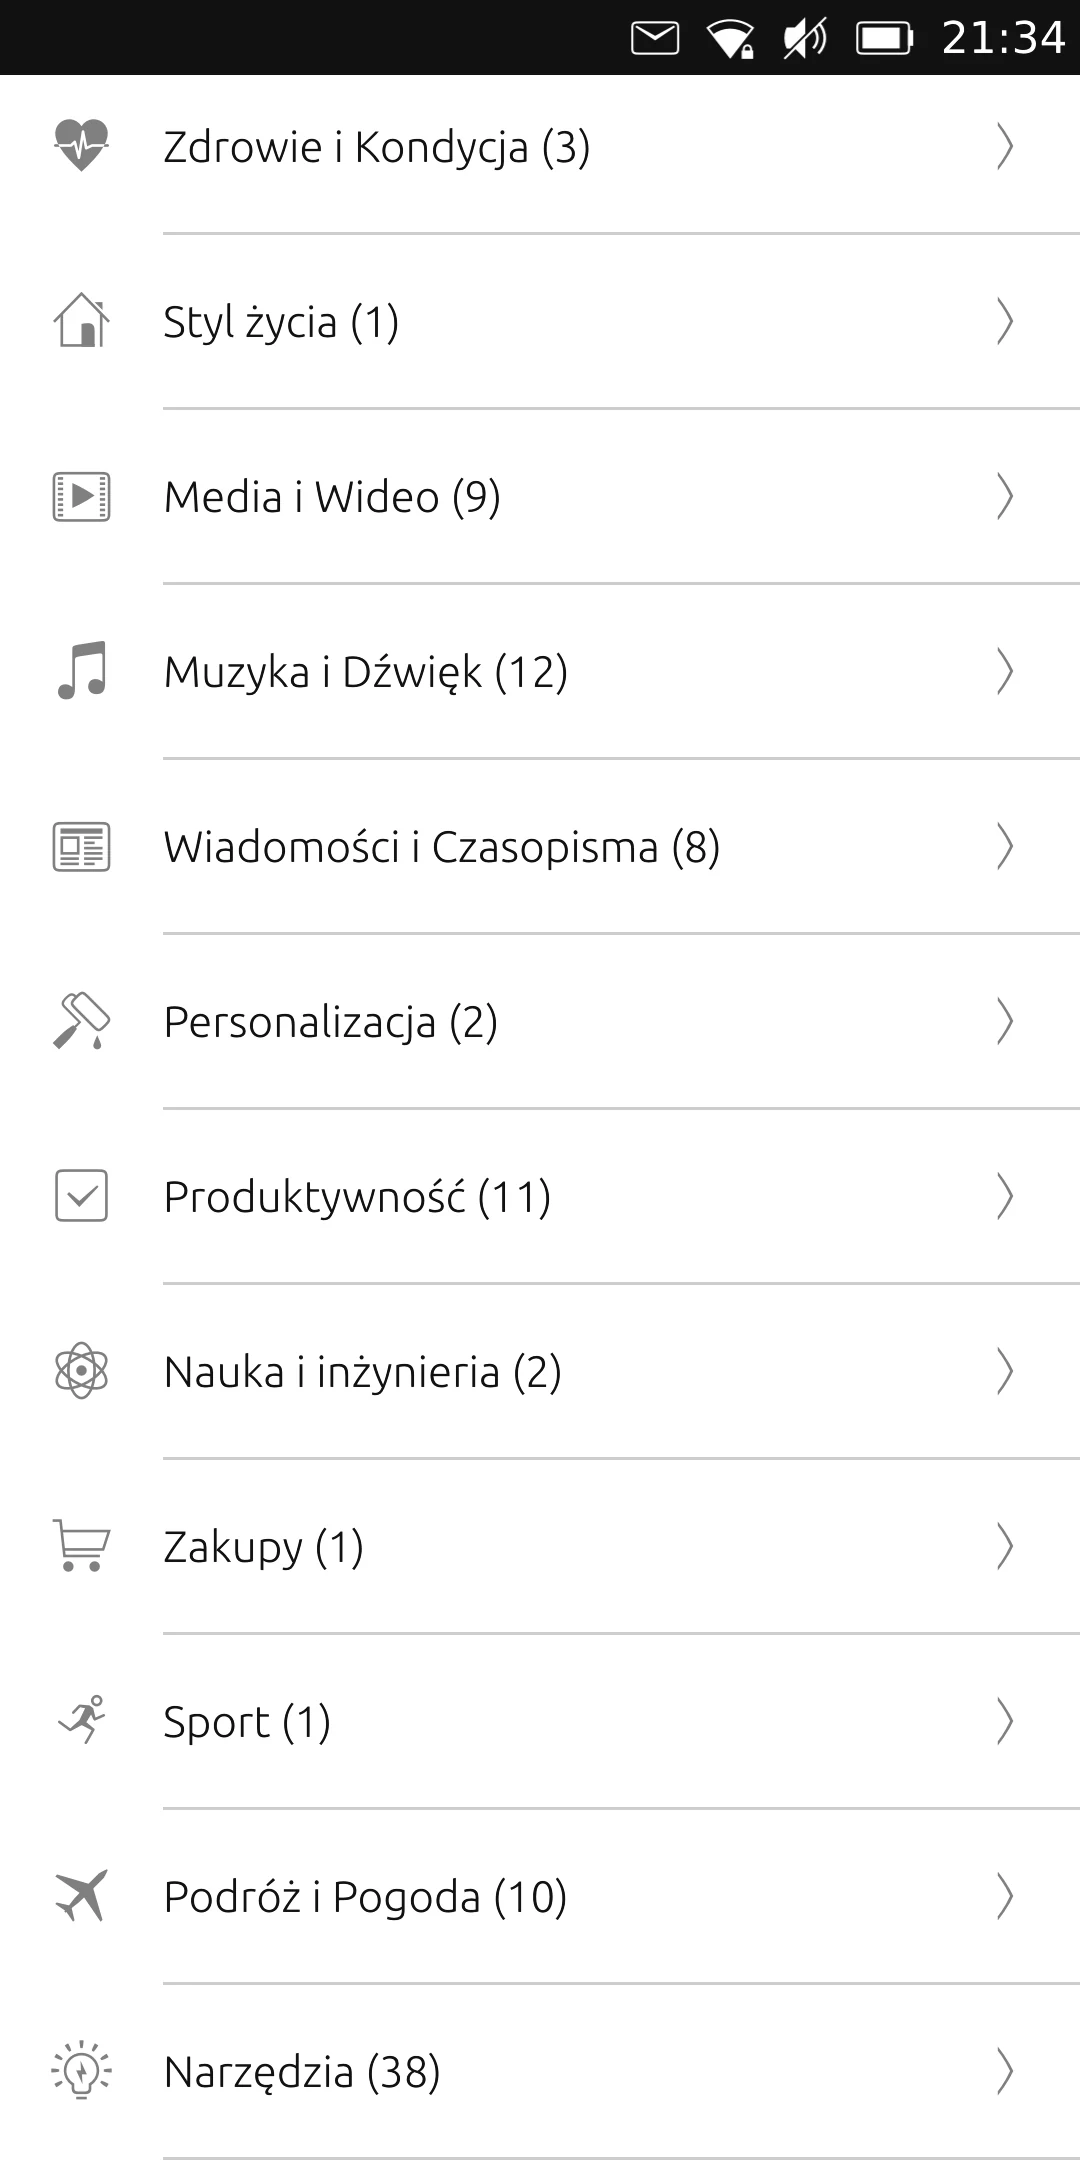 21:34
Zdrowie i Kondycja (3)
Styl życia (1)
Media i Wideo (9)
Muzyka i Dźwięk (12)
Wiadomości i Czasopisma (8)
Personalizacja (2)
Produktywność (11)
Nauka i inżynieria (2)
Zakupy (1)
Sport (1)
Podróż i Pogoda (10)
Narzędzia (38)